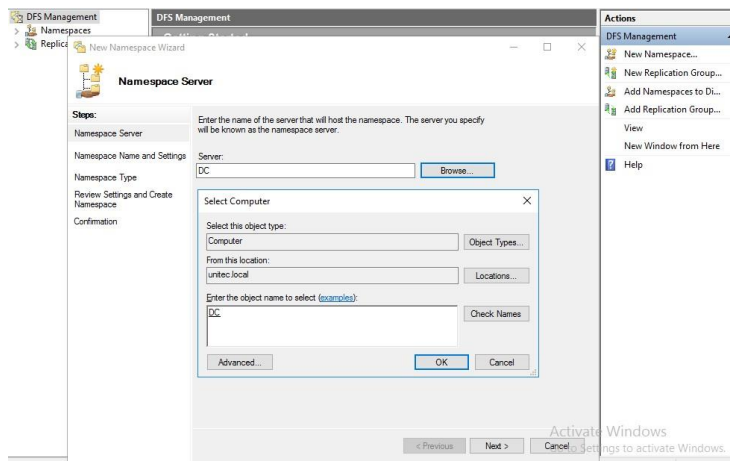 DFS Management
Namespaces
Replica
DFS Management
New Namespace Wizard
Namespace Server
Steps:
Namespace Server
Namespace Name and Settings
Namespace Type
Review Settings and Create
Namespace
Confirmation
Enter the name of the server that will host the namespace. The server you specify
will be known as the namespace server.
Server:
DC
Browse...
Select Computer
Select this object type:
Computer
Object Types...
From this location:
unitec.local
Locations...
Enter the object name to select (examples):
DC
Check Names
Advanced...
OK
Cancel
< Previous
Next >
Cancel
Actions
DFS Management
New Namespace...
New Replication Group...
Add Namespaces to Di...
Add Replication Group...
View
New Window from Here
Help
Activate Windows
to Settings to activate Windows.